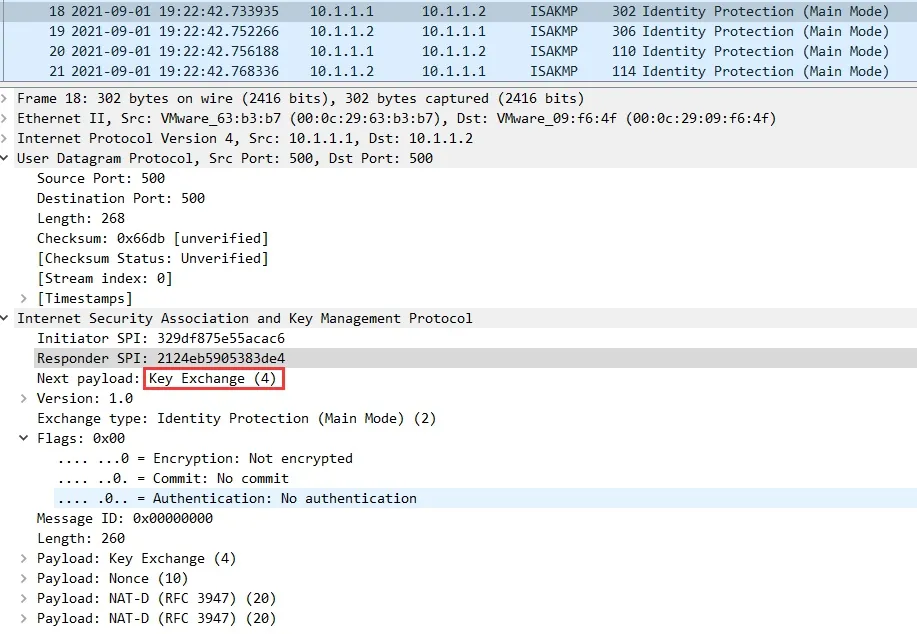 18 2021-09-01 19:22:42.733935 10.1.1.1 10.1.1.2 ISAKMP 302 Identity Protection (Main Mode)
19 2021-09-01 19:22:42.752266 10.1.1.2 10.1.1.1 ISAKMP 306 Identity Protection (Main Mode)
20 2021-09-01 19:22:42.756188 10.1.1.1 10.1.1.2 ISAKMP 110 Identity Protection (Main Mode)
21 2021-09-01 19:22:42.768336 10.1.1.2 10.1.1.1 ISAKMP 114 Identity Protection (Main Mode)
Frame 18: 302 bytes on wire (2416 bits), 302 bytes captured (2416 bits)
Ethernet II, Src: VMware_63:b3:b7 (00:0c:29:63:b3:b7), Dst: VMware_09:f6:4f (00:0c:29:09:f6:4f)
Internet Protocol Version 4, Src: 10.1.1.1, Dst: 10.1.1.2
User Datagram Protocol, Src Port: 500, Dst Port: 500
Source Port: 500
Destination Port: 500
Length: 268
Checksum: 0x66db [unverified]
[Checksum Status: Unverified]
[Stream index: 0]
[Timestamps]
Internet Security Association and Key Management Protocol
Initiator SPI: 329df875e55acac6
Responder SPI: 2124eb5905383de4
Next payload: Key Exchange (4)
Version: 1.0
Exchange type: Identity Protection (Main Mode) (2)
Flags: 0x00
.... ...0 = Encryption: Not encrypted
.... ..0. = Commit: No commit
.... .0.. = Authentication: No authentication
Message ID: 0x00000000
Length: 260
Payload: Key Exchange (4)
Payload: Nonce (10)
Payload: NAT-D (RFC 3947) (20)
Payload: NAT-D (RFC 3947) (20)